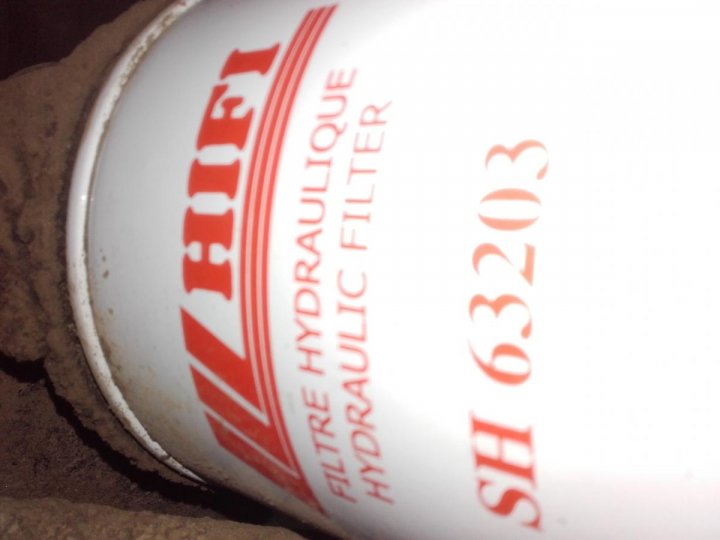 HIFI
FILTRE HYDRAULIQUE
HYDRAULIC FILTER
SH 63203